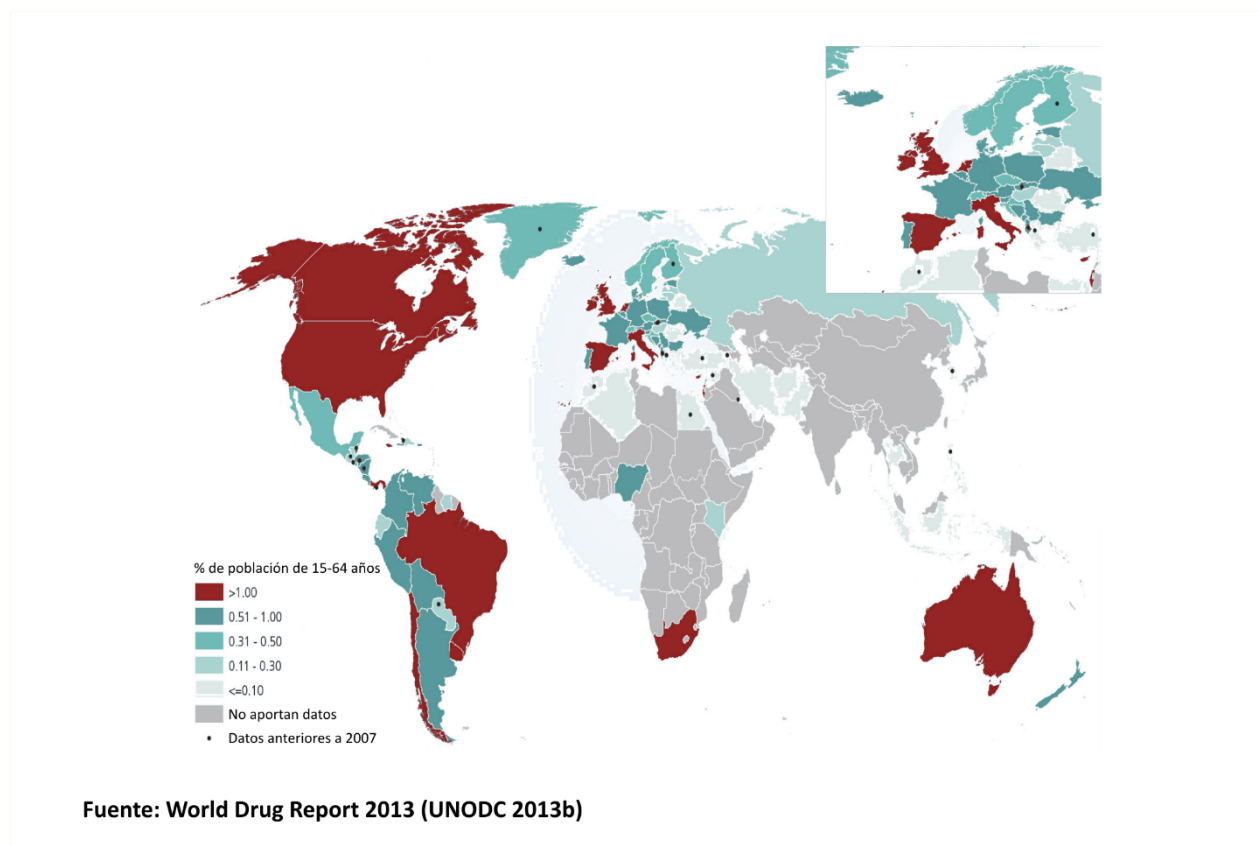 % de población de 15-64 años
>1.00
0.51 - 1.00
0.31 - 0.50
0.11 - 0.30
<=0.10
No aportan datos
Datos anteriores a 2007
Fuente: World Drug Report 2013 (UNODC 2013b)